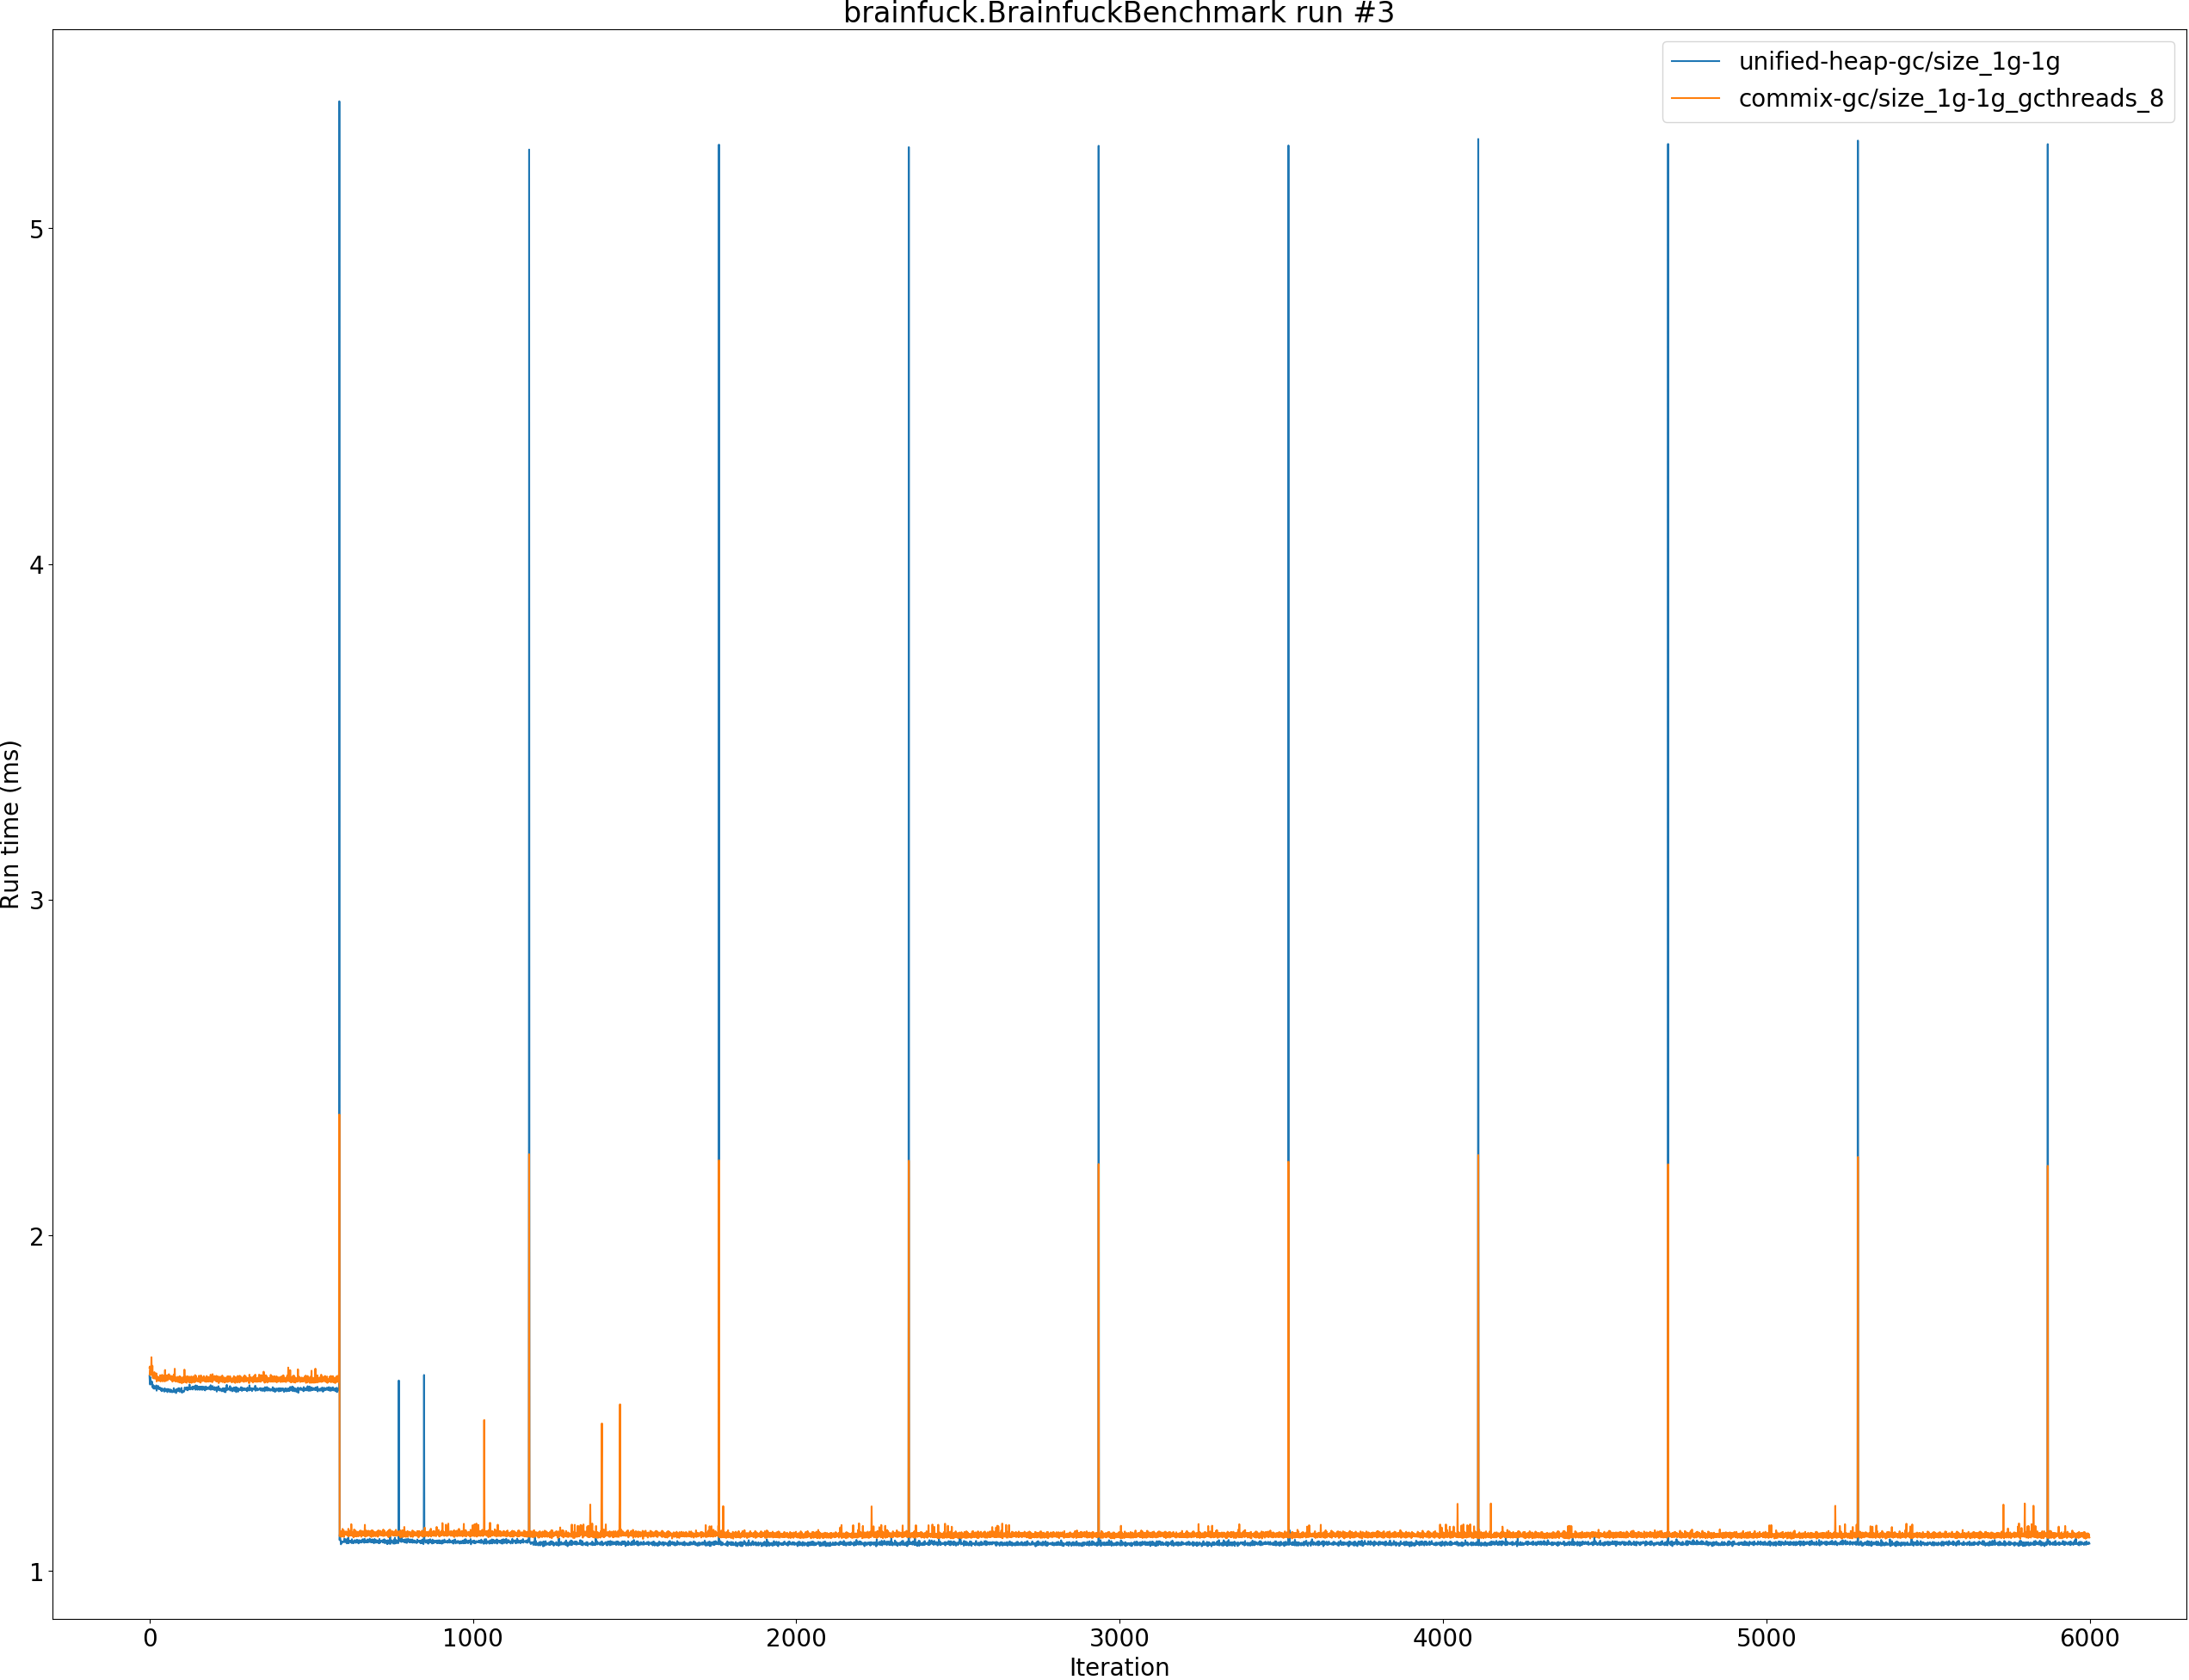 brainfuck.BrainfuckBenchmark run #3
unified-heap-gc/size_1g-1g
commix-gc/size_1g-1g_gcthreads_8
Run time (ms)
5
4
3
2
1
0
1000
2000
3000
4000
5000
6000
Iteration